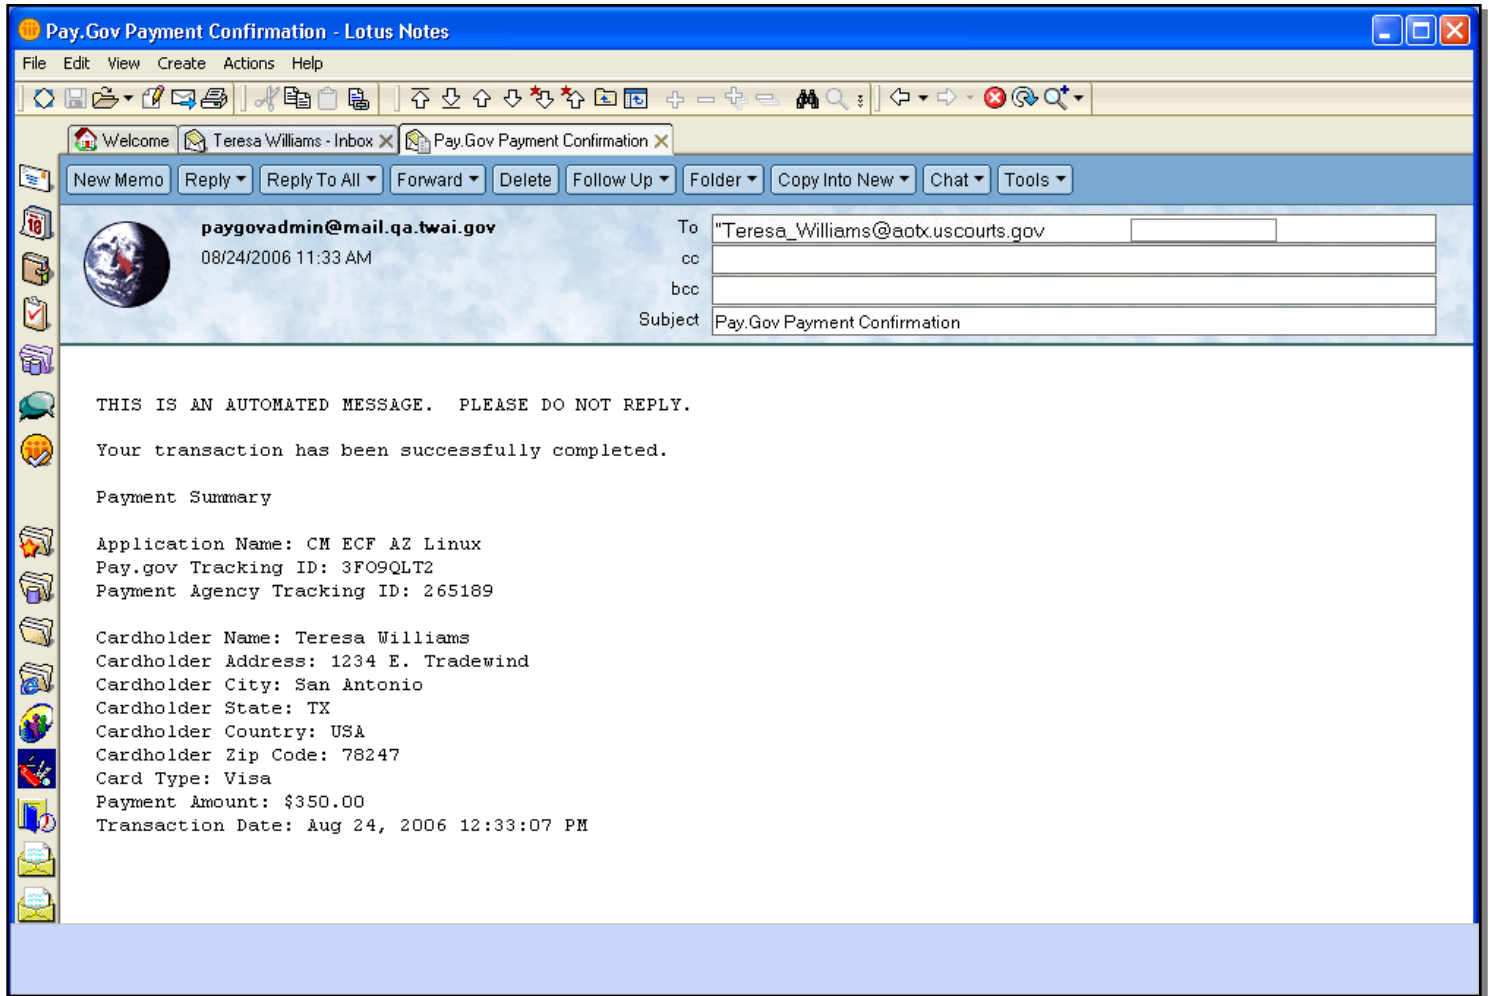 Pay.Gov Payment Confirmation - Lotus Notes
File Edit View Create Actions Help
Welcome Teresa Williams - Inbox Pay.Gov Payment Confirmation
New Memo Reply Reply To All Forward Delete Follow Up Folder Copy Into New Chat Tools
paygovadmin@mail.qa.twai.gov To "Teresa_Williams@aotx.uscourts.gov
08/24/2006 11:33 AM cc
bcc
Subject Pay.Gov Payment Confirmation
THIS IS AN AUTOMATED MESSAGE. PLEASE DO NOT REPLY.
Your transaction has been successfully completed.
Payment Summary
Application Name: CM ECF AZ Linux
Pay.gov Tracking ID: 3FO9QLT2
Payment Agency Tracking ID: 265189
Cardholder Name: Teresa Williams
Cardholder Address: 1234 E. Tradewind
Cardholder City: San Antonio
Cardholder State: TX
Cardholder Country: USA
Cardholder Zip Code: 78247
Card Type: Visa
Payment Amount: $350.00
Transaction Date: Aug 24, 2006 12:33:07 PM